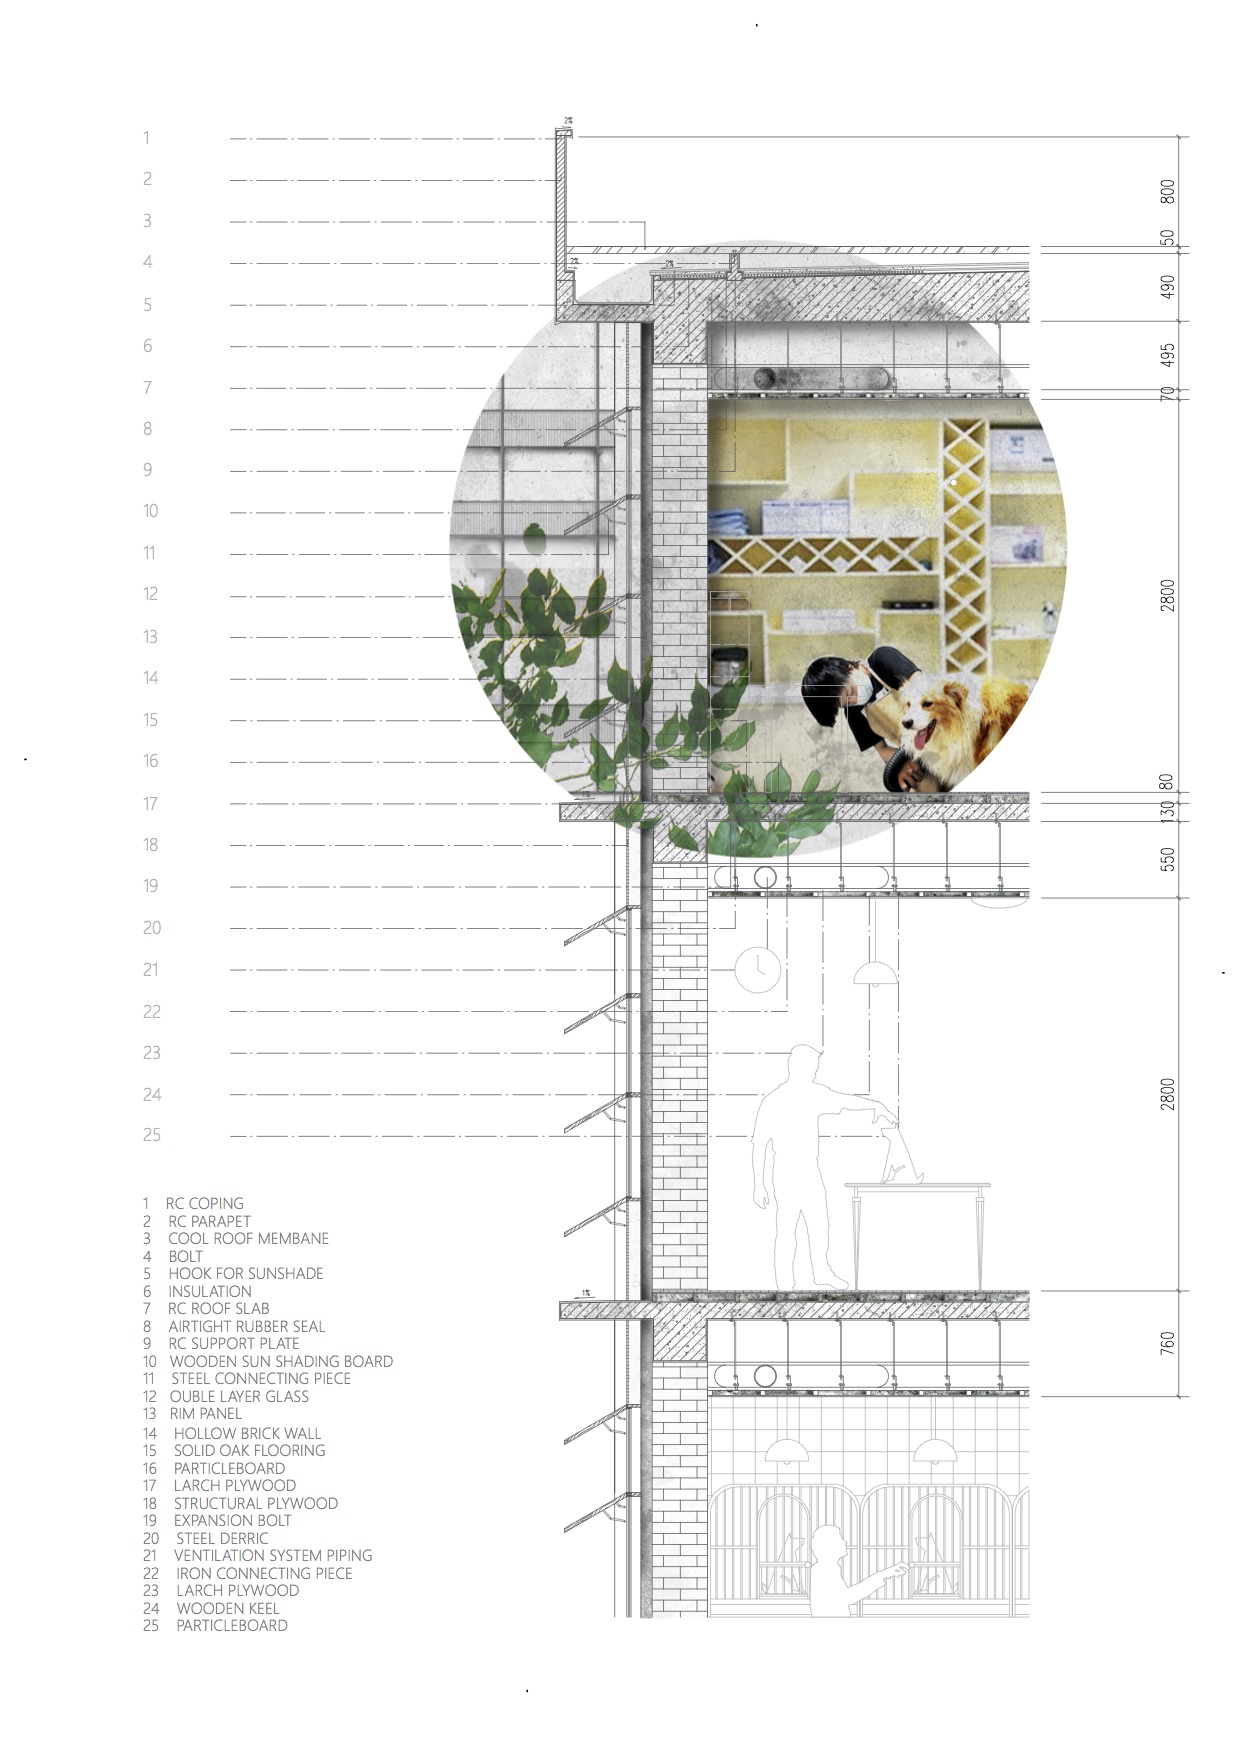 2%
1
2
3
4
5
6
7
8
9
10
11
12
13
14
15
16
17
18
19
20
21
22
23
24
25
2%
2%
1%
800
50
490
495
70
2800
80
130
550
2800
760
1 RC COPING
2 RC PARAPET
3 COOL ROOF MEMBANE
4 BOLT
5 HOOK FOR SUNSHADE
6 INSULATION
7 RC ROOF SLAB
8 AIRTIGHT RUBBER SEAL
9 RC SUPPORT PLATE
10 WOODEN SUN SHADING BOARD
11 STEEL CONNECTING PIECE
12 OUBLE LAYER GLASS
13 RIM PANEL
14 HOLLOW BRICK WALL
15 SOLID OAK FLOORING
16 PARTICLEBOARD
17 LARCH PLYWOOD
18 STRUCTURAL PLYWOOD
19 EXPANSION BOLT
20 STEEL DERRIC
21 VENTILATION SYSTEM PIPING
22 IRON CONNECTING PIECE
23 LARCH PLYWOOD
24 WOODEN KEEL
25 PARTICLEBOARD